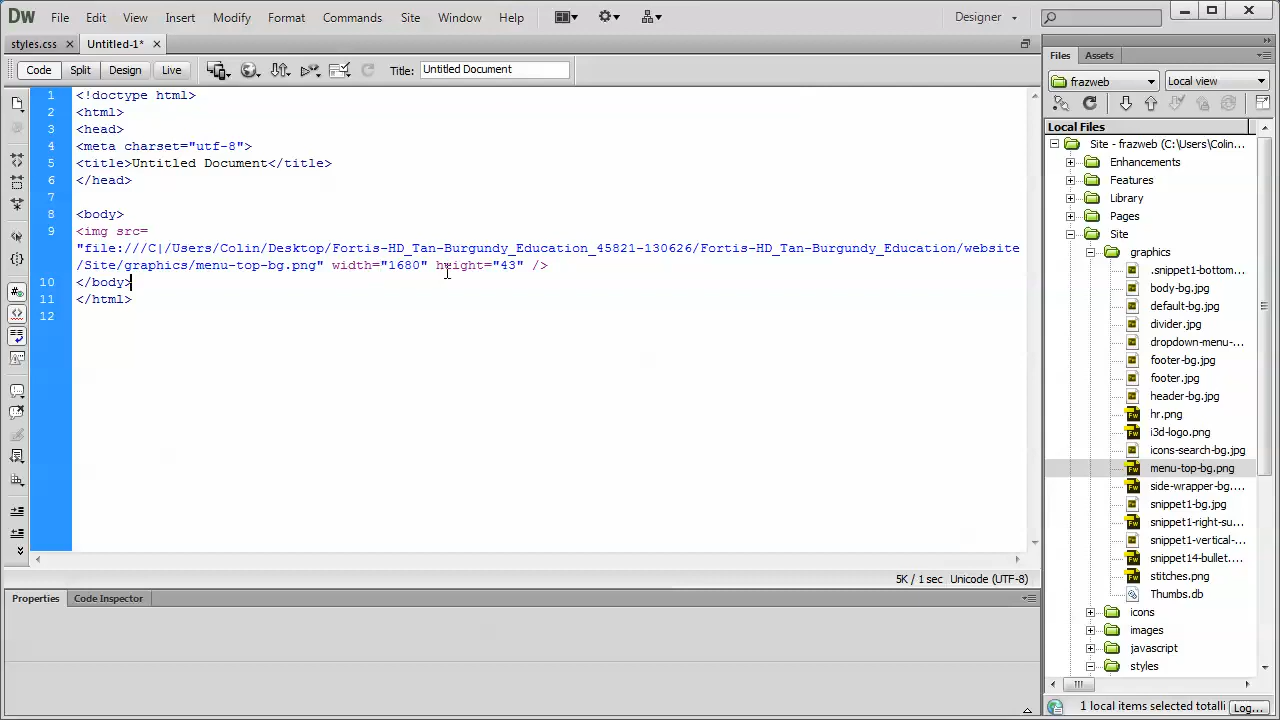 Dw File Edit View Insert Modify Format Commands Site Window Help Designer
styles.css Untitled-1*
Code Split Design Live Title: Untitled Document
1 <!doctype html>
2 <html>
3 <head>
4 <meta charset="utf-8">
5 <title>Untitled Document</title>
6 </head>
7
8 <body>
9 <img src=
"file:///C|/Users/Colin/Desktop/Fortis-HD_Tan-Burgundy_Education_45821-130626/Fortis-HD_Tan-Burgundy_Education/website
/Site/graphics/menu-top-bg.png" width="1680" height="43" />
10 </body>
11 </html>
12
5K / 1 sec Unicode (UTF-8)
Properties Code Inspector
Files Assets
frazweb Local view
Local Files
Site - frazweb (C:\Users\Colin...
Enhancements
Features
Library
Pages
Site
graphics
.snippet1-bottom...
body-bg.jpg
default-bg.jpg
divider.jpg
dropdown-menu-...
footer-bg.jpg
footer.jpg
header-bg.jpg
hr.png
i3d-logo.png
icons-search-bg.jpg
menu-top-bg.png
side-wrapper-bg....
snippet1-bg.jpg
snippet1-right-su...
snippet1-vertical-...
snippet14-bullet....
stitches.png
Thumbs.db
icons
images
javascript
styles
1 local items selected totalli Log...